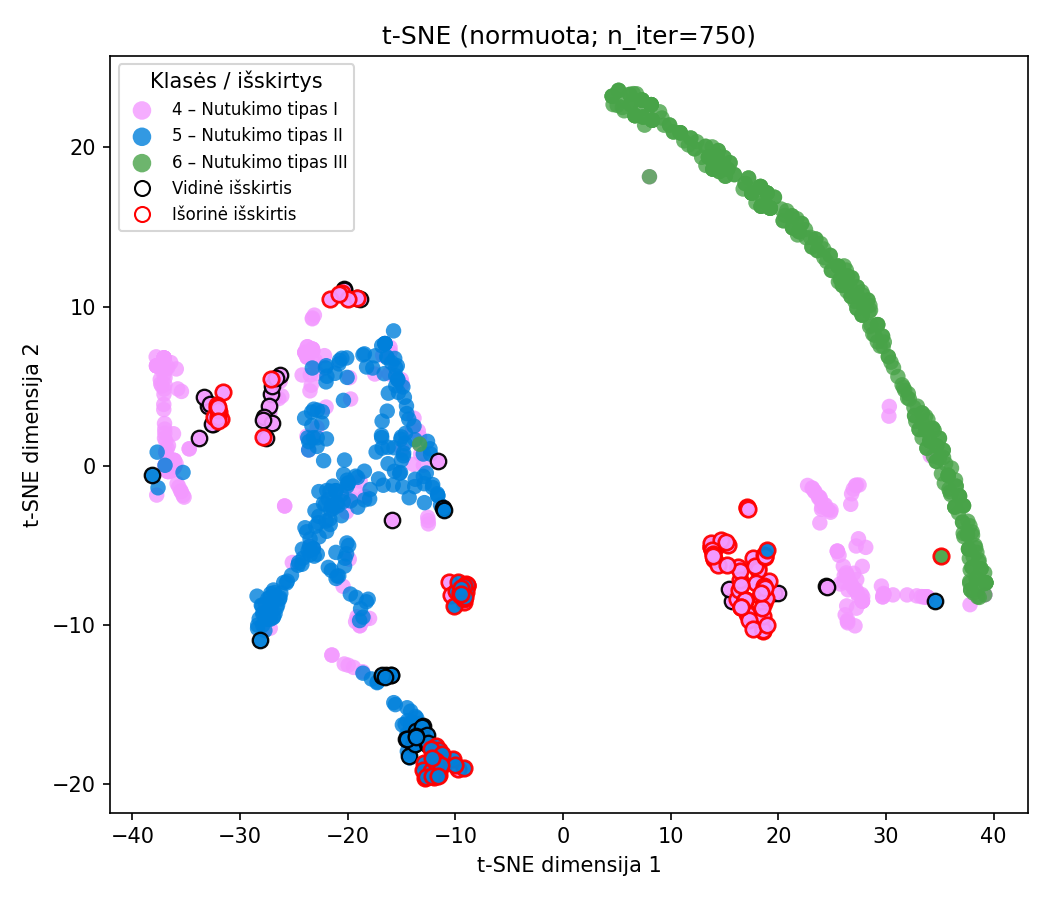 t-SNE (normuota; n_iter=750)
Klasės / išskirtys
4 – Nutukimo tipas I
5 – Nutukimo tipas II
6 – Nutukimo tipas III
Vidinė išskirtis
Išorinė išskirtis
t-SNE dimensija 2
20
10
0
−10
−20
−40
−30
−20
−10
0
10
20
30
40
t-SNE dimensija 1